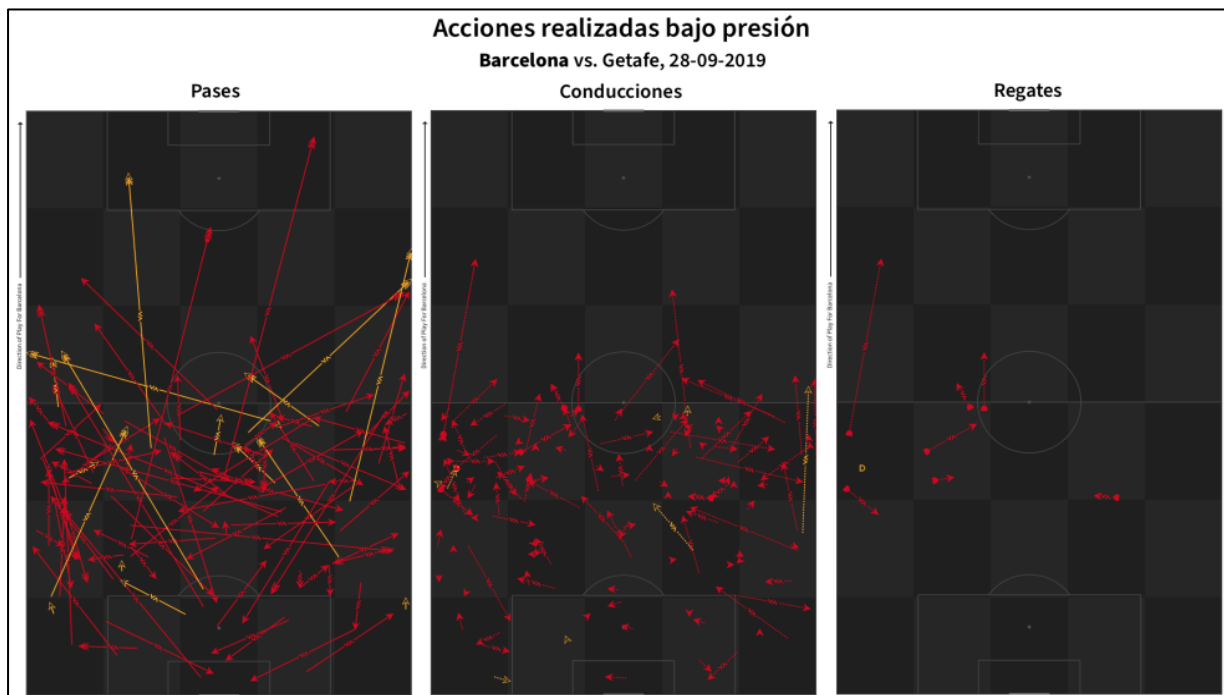 Acciones realizadas bajo presión
Barcelona vs. Getafe, 28-09-2019
Pases
Conducciones
Regates
Direction of Play For Barcelona
Direction of Play For Barcelona
Direction of Play For Barcelona
D